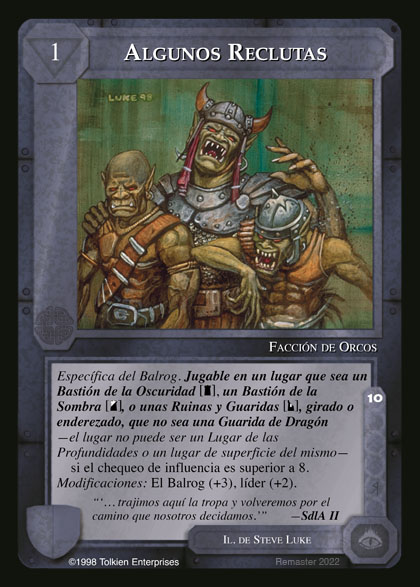 1
ALGUNOS RECLUTAS
LUKE 98
FACCIÓN DE ORCOS
Específica del Balrog. Jugable en un lugar que sea un
Bastión de la Oscuridad [], un Bastión de la
Sombra [], o unas Ruinas y Guaridas [], girado o
enderezado, que no sea una Guarida de Dragón
—el lugar no puede ser un Lugar de las
Profundidades o un lugar de superficie del mismo—
si el chequeo de influencia es superior a 8.
Modificaciones: El Balrog (+3), líder (+2).
10
“‘…trajimos aquí la tropa y volveremos por el
camino que nosotros decidamos.’” —SdlA II
IL. DE STEVE LUKE
©1998 Tolkien Enterprises
Remaster 2022